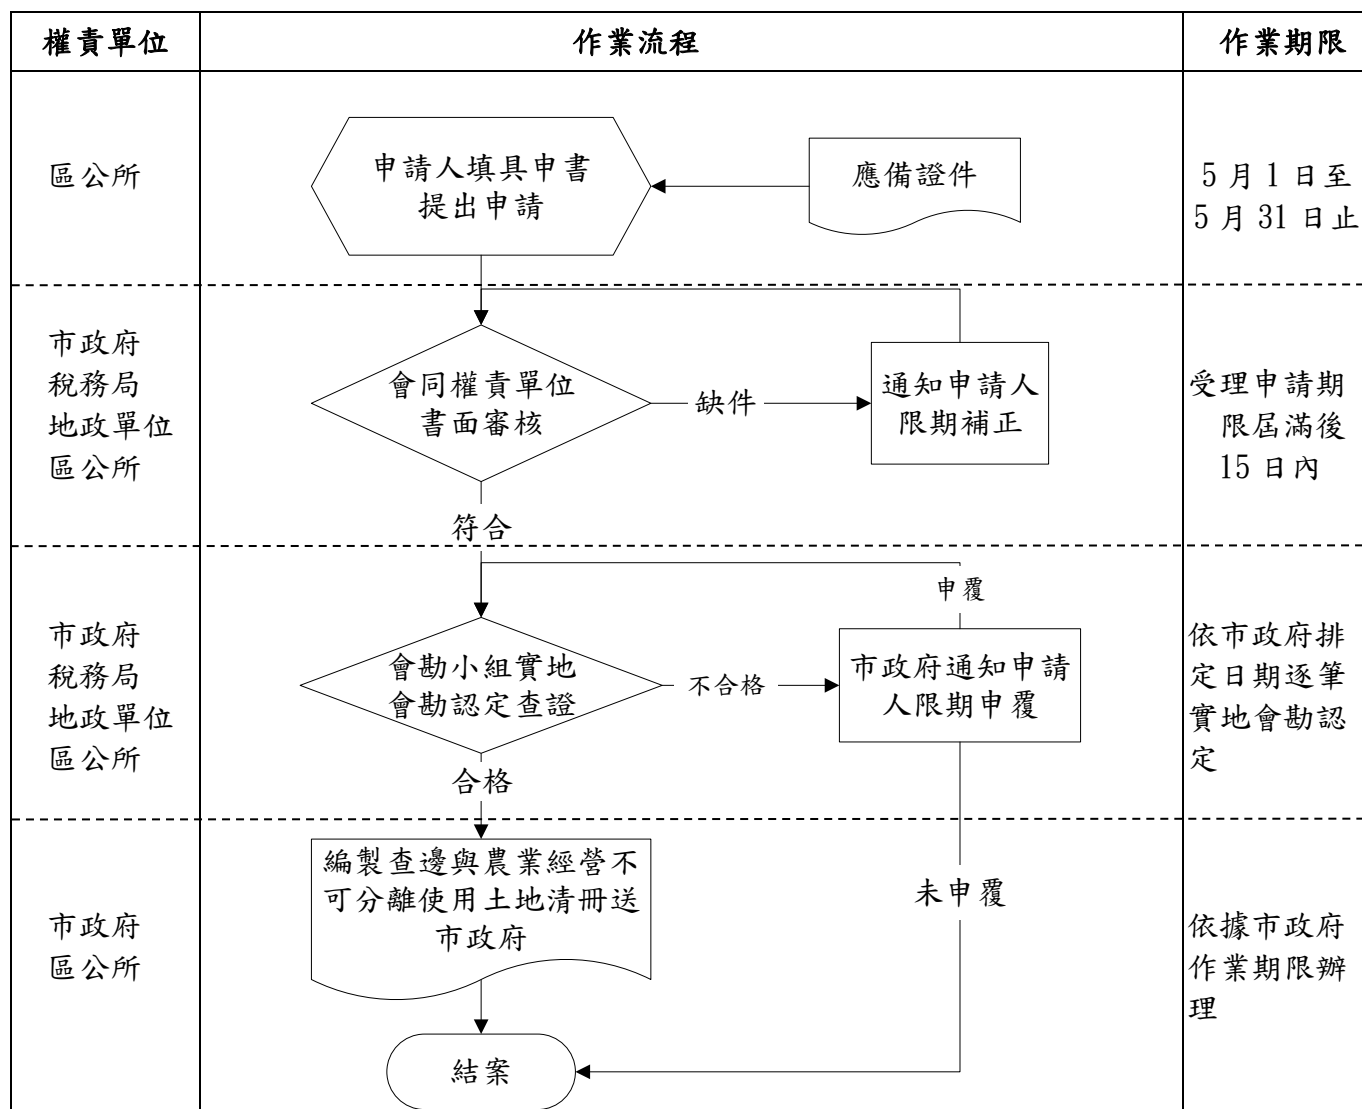 權責單位
作業流程
作業期限
區公所
申請人填具申書
提出申請
應備證件
5月1日至
5月31日止
市政府
稅務局
地政單位
區公所
會同權責單位
書面審核
缺件
通知申請人
限期補正
受理申請期
限屆滿後
15日內
符合
申覆
市政府
稅務局
地政單位
區公所
會勘小組實地
會勘認定查證
不合格
市政府通知申請
人限期申覆
依市政府排
定日期逐筆
實地會勘認
定
合格
市政府
區公所
編製查邊與農業經營不
可分離使用土地清冊送
市政府
未申覆
依據市政府
作業期限辦
理
結案